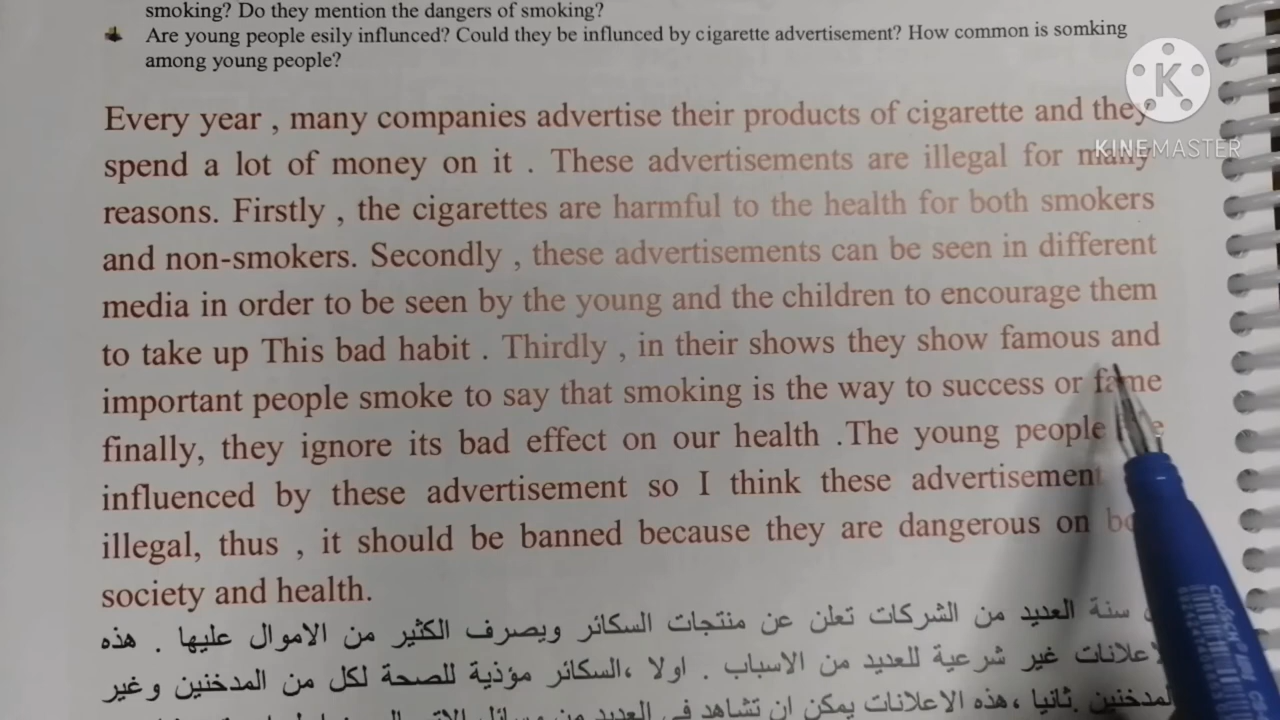 smoking? Do they mention the dangers of smoking?
Are young people esily influnced? Could they be influnced by cigarette advertisement? How common is somking
among young people?
Every year , many companies advertise their products of cigarette and they
spend a lot of money on it . These advertisements are illegal for many
reasons. Firstly , the cigarettes are harmful to the health for both smokers
and non-smokers. Secondly , these advertisements can be seen in different
media in order to be seen by the young and the children to encourage them
to take up This bad habit . Thirdly , in their shows they show famous and
important people smoke to say that smoking is the way to success or fame
finally, they ignore its bad effect on our health .The young people
influenced by these advertisement so I think these advertisement
illegal, thus , it should be banned because they are dangerous on
society and health.
سنة العديد من الشركات تعلن عن منتجات السكائر ويصرف الكثير من الاموال عليها . هذه
الاعلانات غير شرعية للعديد من الاسباب . اولا ،السكائر مؤذية للصحة لكل من المدخنين وغير
المدخنين .ثانيا ،هذه الاعلانات يمكن ان تشاهد في العديد من وسائل
KINEMASTER